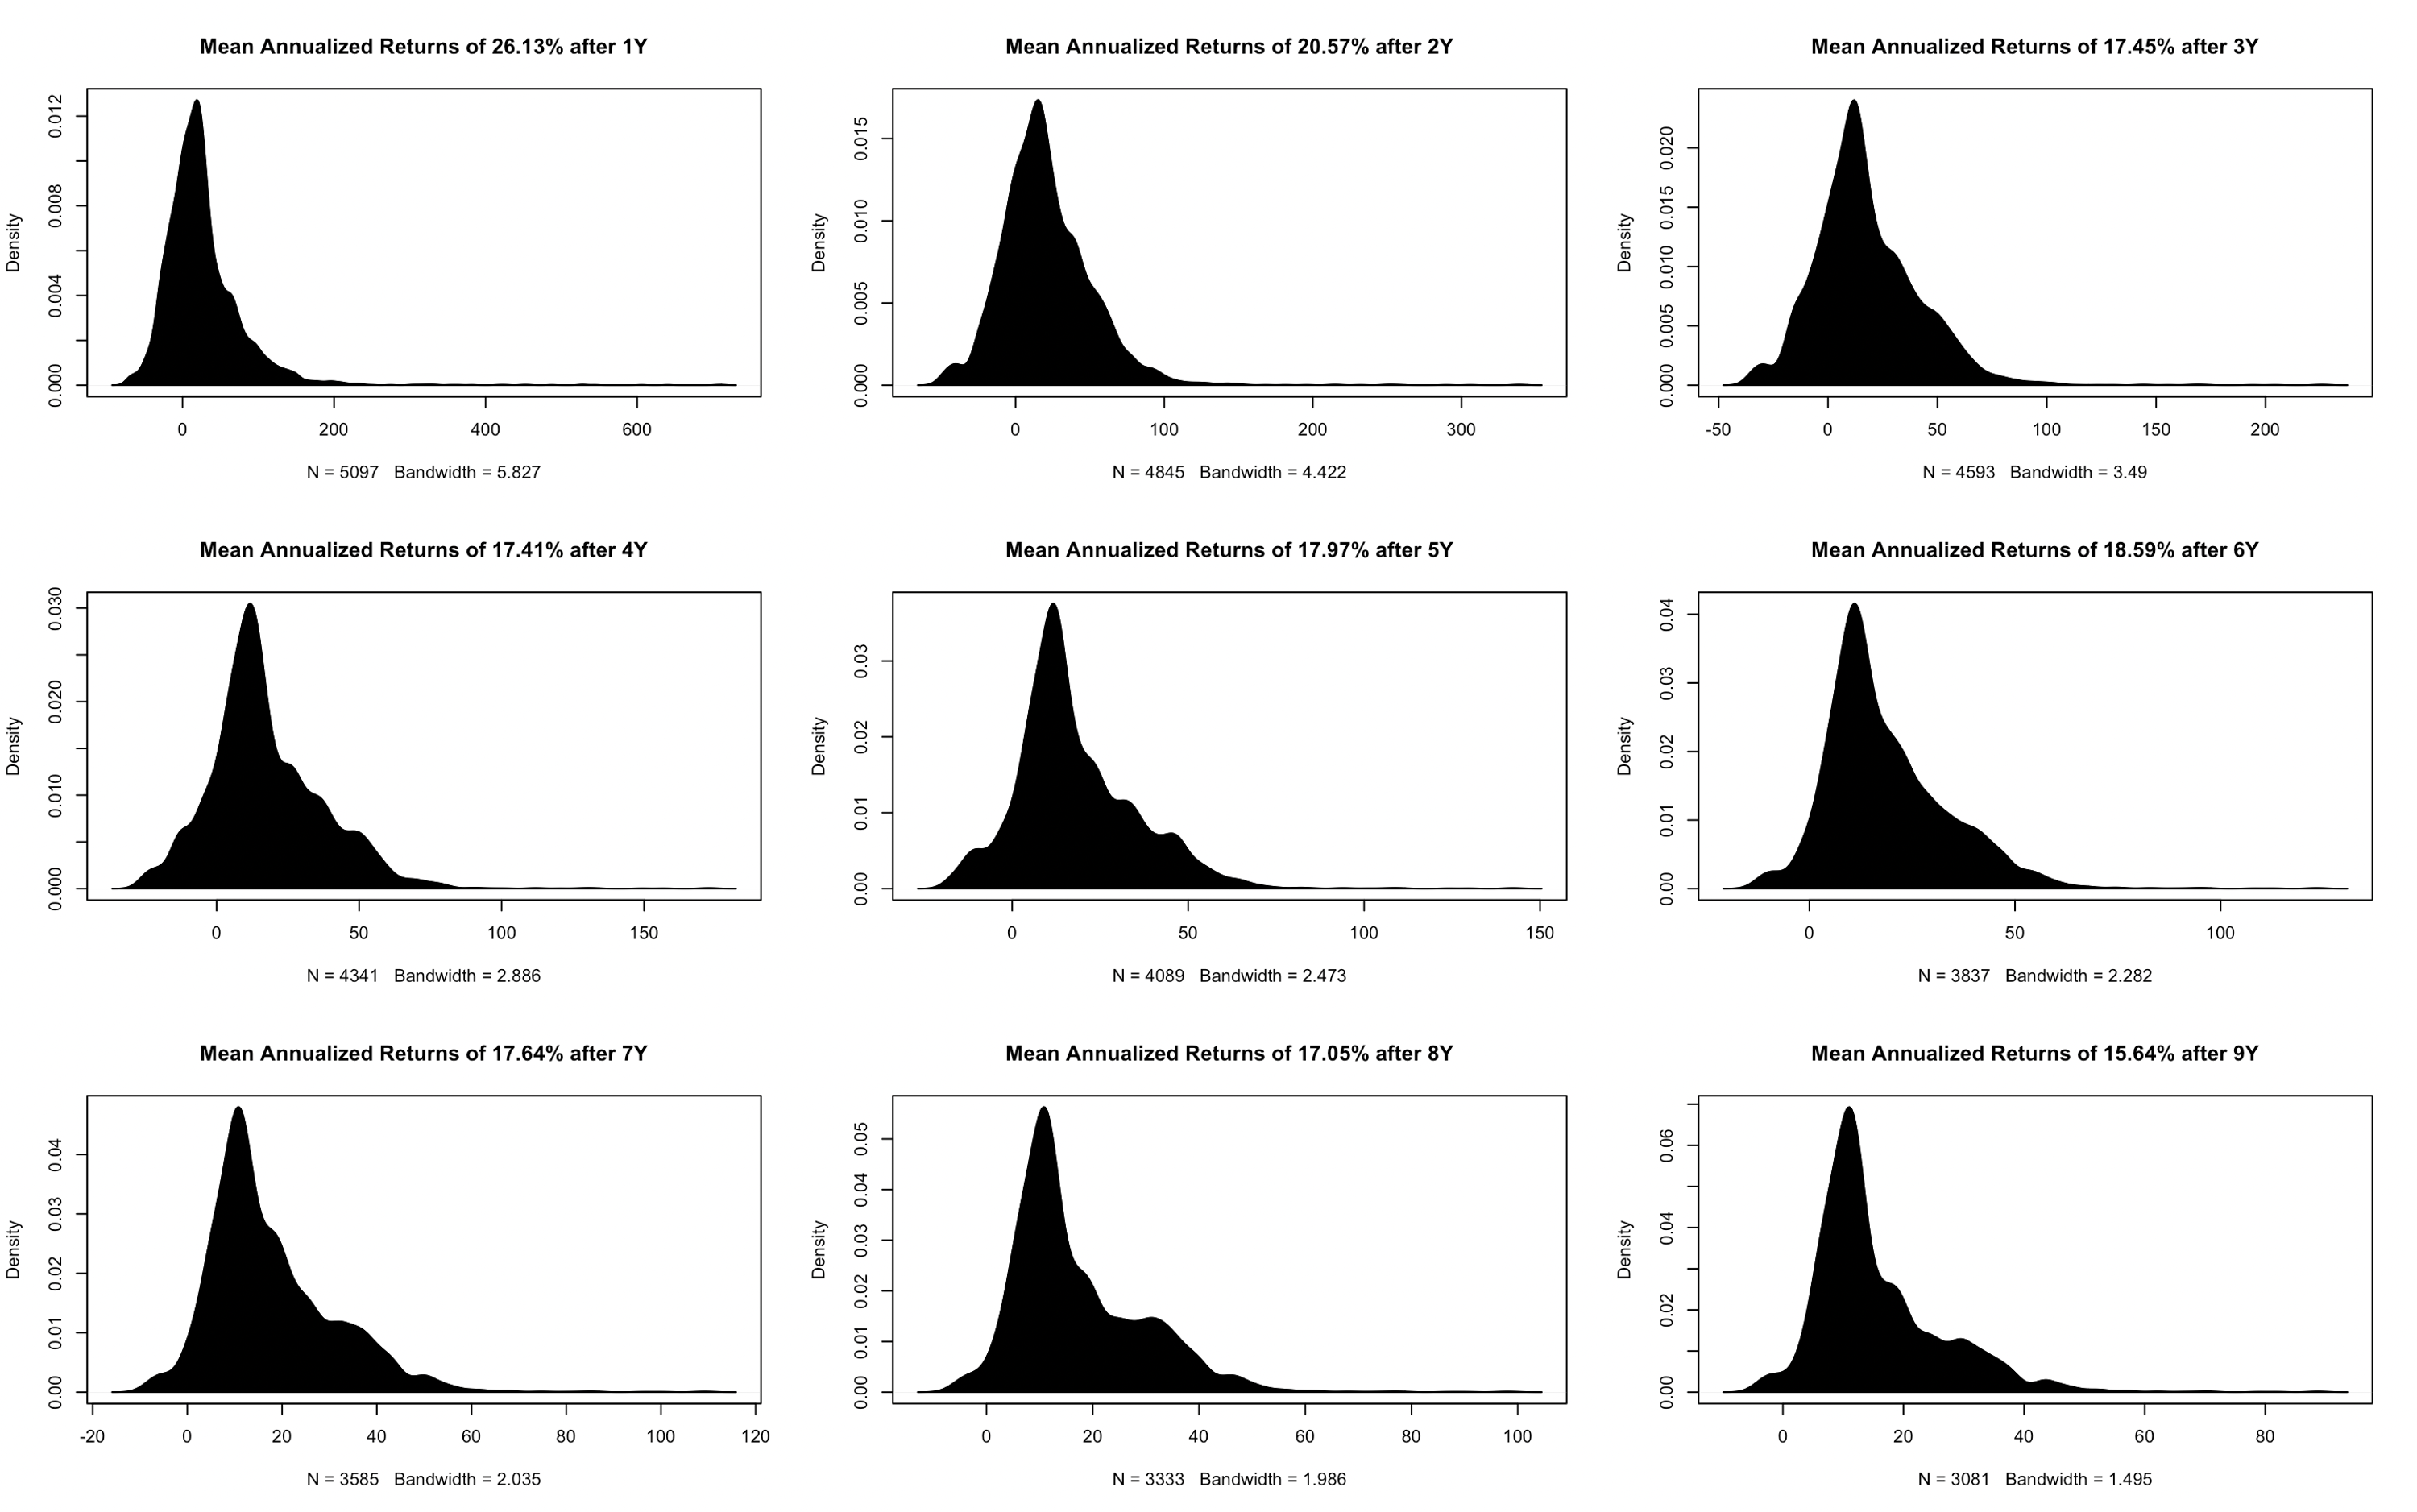 Mean Annualized Returns of 26.13% after 1Y
Density
0.000 0.004 0.008 0.012
0 200 400 600
N = 5097 Bandwidth = 5.827
Mean Annualized Returns of 20.57% after 2Y
Density
0.000 0.005 0.010 0.015
0 100 200 300
N = 4845 Bandwidth = 4.422
Mean Annualized Returns of 17.45% after 3Y
Density
0.000 0.005 0.010 0.015 0.020
-50 0 50 100 150 200
N = 4593 Bandwidth = 3.49
Mean Annualized Returns of 17.41% after 4Y
Density
0.000 0.010 0.020 0.030
0 50 100 150
N = 4341 Bandwidth = 2.886
Mean Annualized Returns of 17.97% after 5Y
Density
0.00 0.01 0.02 0.03
0 50 100 150
N = 4089 Bandwidth = 2.473
Mean Annualized Returns of 18.59% after 6Y
Density
0.00 0.01 0.02 0.03 0.04
0 50 100
N = 3837 Bandwidth = 2.282
Mean Annualized Returns of 17.64% after 7Y
Density
0.00 0.01 0.02 0.03 0.04
-20 0 20 40 60 80 100 120
N = 3585 Bandwidth = 2.035
Mean Annualized Returns of 17.05% after 8Y
Density
0.00 0.01 0.02 0.03 0.04 0.05
0 20 40 60 80 100
N = 3333 Bandwidth = 1.986
Mean Annualized Returns of 15.64% after 9Y
Density
0.00 0.02 0.04 0.06
0 20 40 60 80
N = 3081 Bandwidth = 1.495